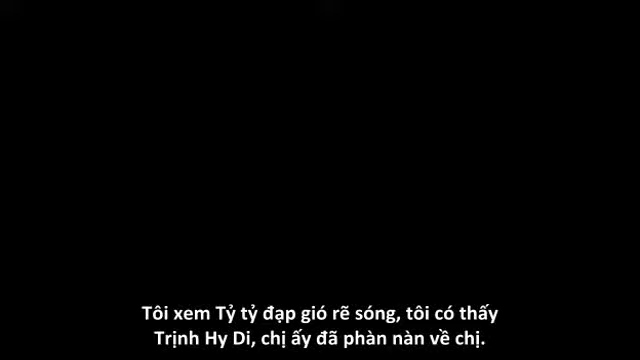 Tôi xem Tỷ tỷ đạp gió rẽ sóng, tôi có thấy
Trịnh Hy Di, chị ấy đã phàn nàn về chị.